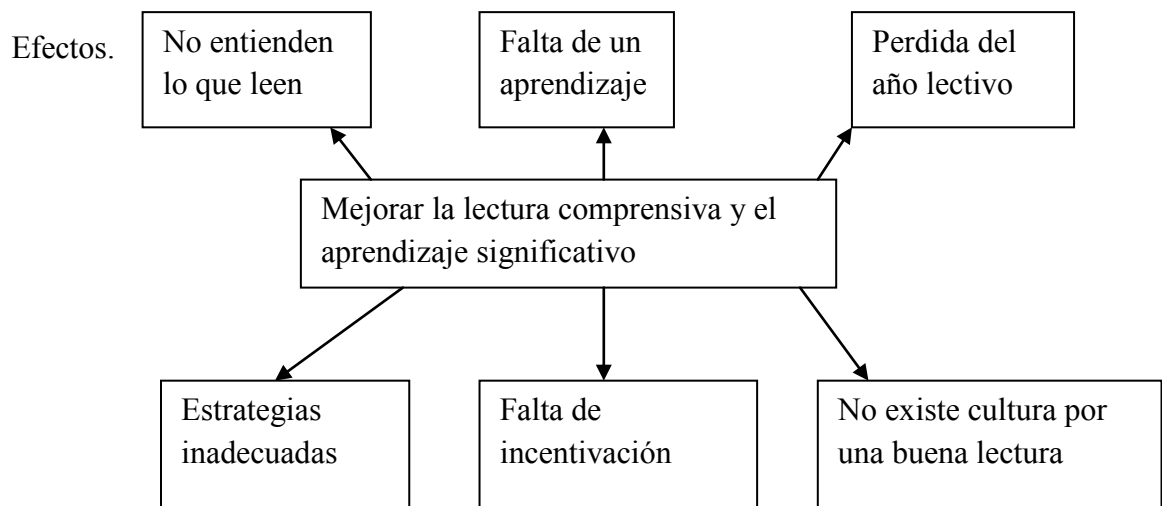 Efectos.
No entienden
lo que leen
Falta de un
aprendizaje
Perdida del
año lectivo
Mejorar la lectura comprensiva y el
aprendizaje significativo
Estrategias
inadecuadas
Falta de
incentivación
No existe cultura por
una buena lectura